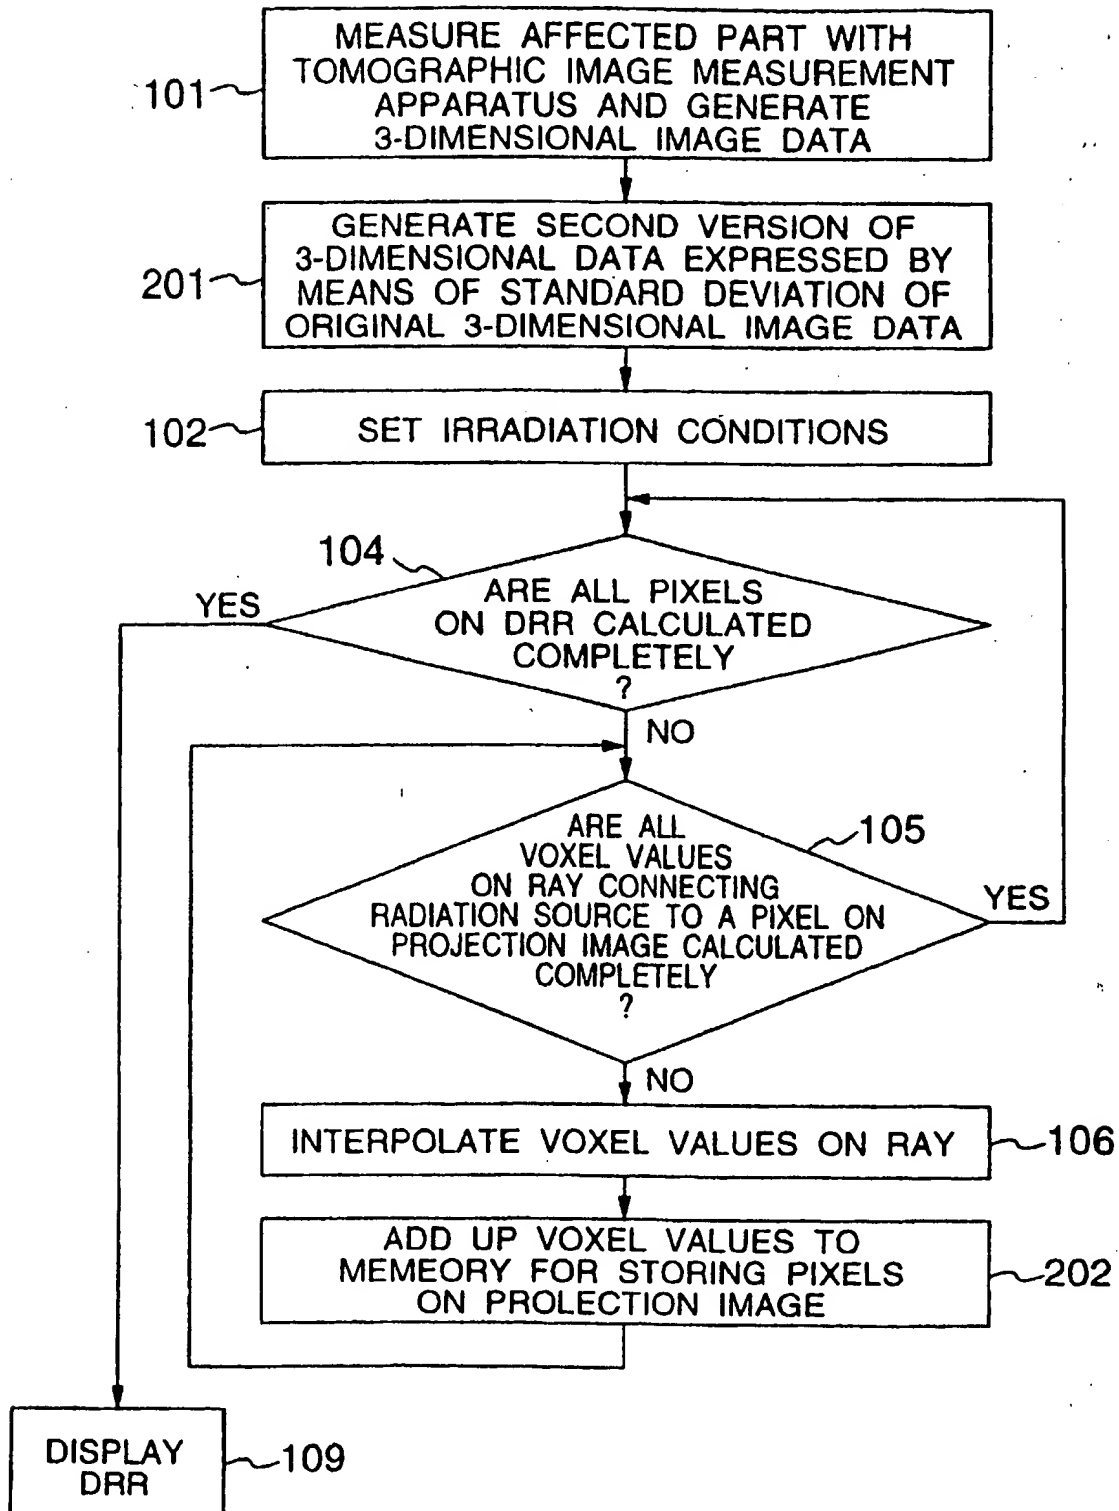 MEASURE AFFECTED PART WITH
TOMOGRAPHIC IMAGE MEASUREMENT
APPARATUS AND GENERATE
3-DIMENSIONAL IMAGE DATA
101
GENERATE SECOND VERSION OF
3-DIMENSIONAL DATA EXPRESSED BY
MEANS OF STANDARD DEVIATION OF
ORIGINAL 3-DIMENSIONAL IMAGE DATA
201
SET IRRADIATION CONDITIONS
102
104
ARE ALL PIXELS
ON DRR CALCULATED
COMPLETELY
?
YES
NO
ARE ALL
VOXEL VALUES
ON RAY CONNECTING
RADIATION SOURCE TO A PIXEL ON
PROJECTION IMAGE CALCULATED
COMPLETELY
?
105
YES
NO
INTERPOLATE VOXEL VALUES ON RAY
106
ADD UP VOXEL VALUES TO
MEMEORY FOR STORING PIXELS
ON PROLECTION IMAGE
202
DISPLAY
DRR
109